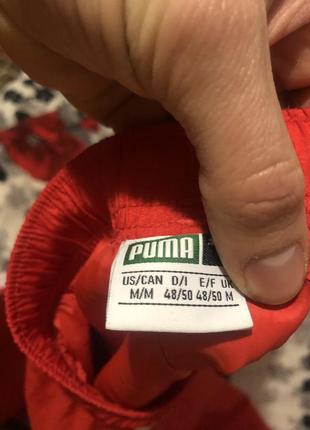 PUMA
US/CAN D/I E/F UK
M/M 48/50 48/50 M